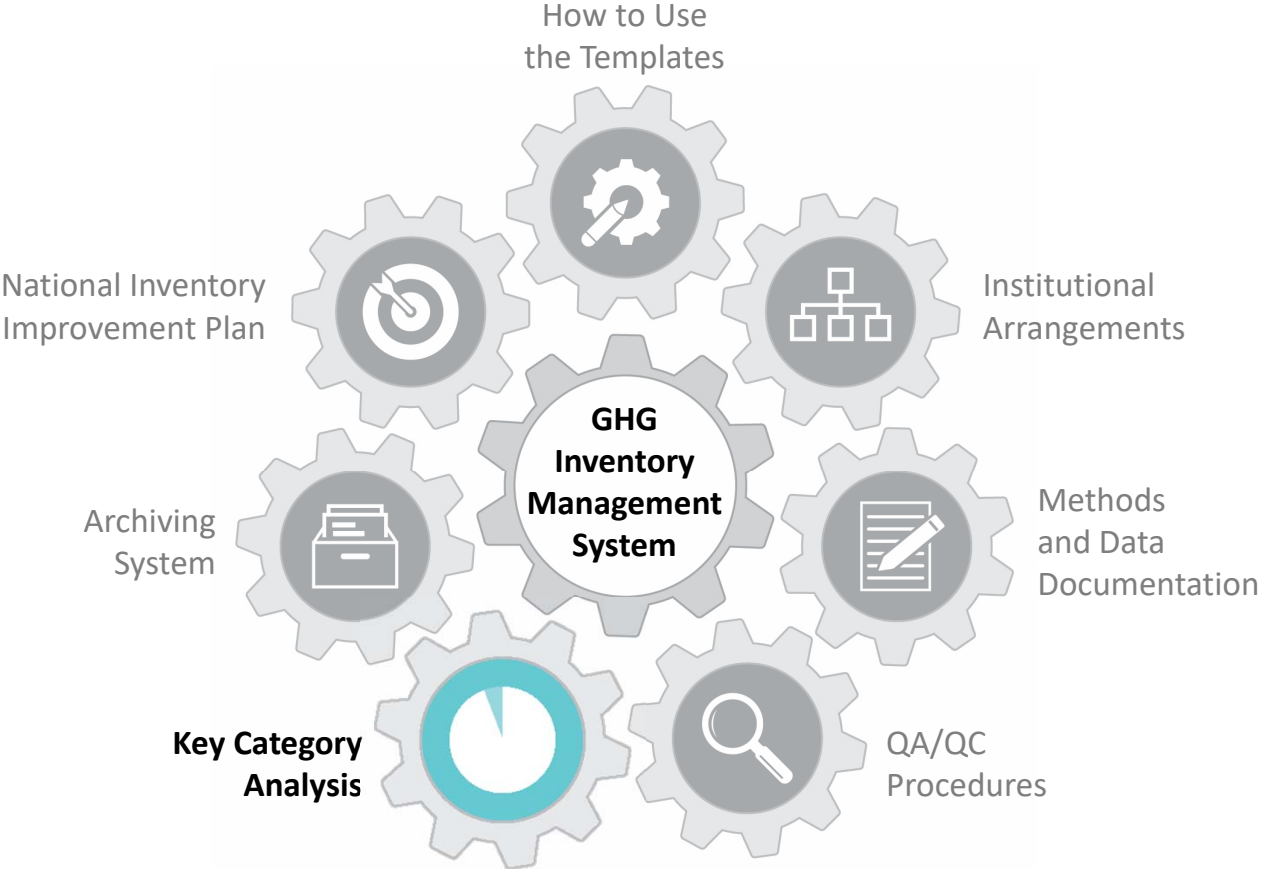 How to Use
the Templates
National Inventory
Improvement Plan
Institutional
Arrangements
GHG
Inventory
Management
System
Archiving
System
Methods
and Data
Documentation
Key Category
Analysis
QA/QC
Procedures